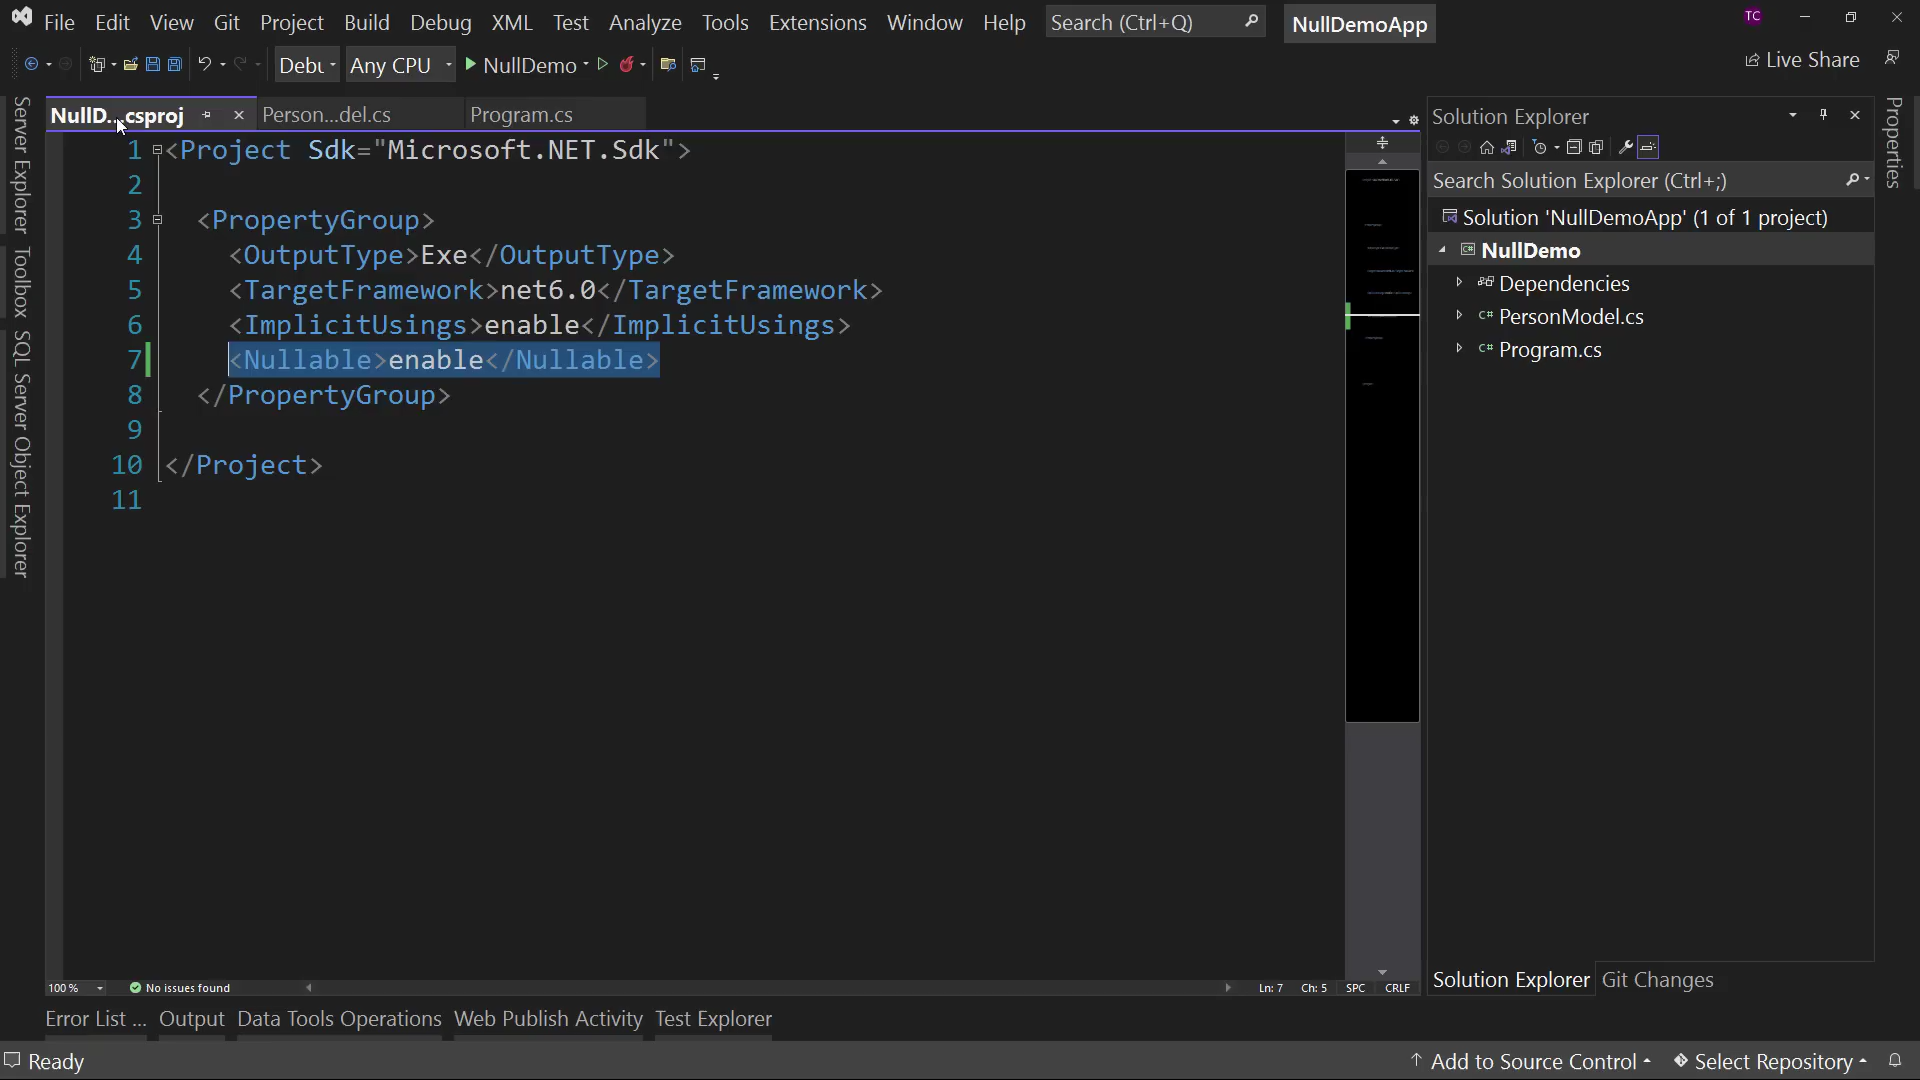 File Edit View Git Project Build Debug XML Test Analyze Tools Extensions Window Help Search (Ctrl+Q) NullDemoApp TC
Debu Any CPU NullDemo Live Share
NullD...csproj Person...del.cs Program.cs
1 <Project Sdk="Microsoft.NET.Sdk">
2
3 <PropertyGroup>
4 <OutputType>Exe</OutputType>
5 <TargetFramework>net6.0</TargetFramework>
6 <ImplicitUsings>enable</ImplicitUsings>
7 <Nullable>enable</Nullable>
8 </PropertyGroup>
9
10 </Project>
11
Server Explorer
Toolbox
SQL Server Object Explorer
Solution Explorer
Search Solution Explorer (Ctrl+;)
Solution 'NullDemoApp' (1 of 1 project)
C# NullDemo
Dependencies
C# PersonModel.cs
C# Program.cs
Properties
100 % No issues found Ln: 7 Ch: 5 SPC CRLF
Solution Explorer Git Changes
Error List ... Output Data Tools Operations Web Publish Activity Test Explorer
Ready Add to Source Control Select Repository